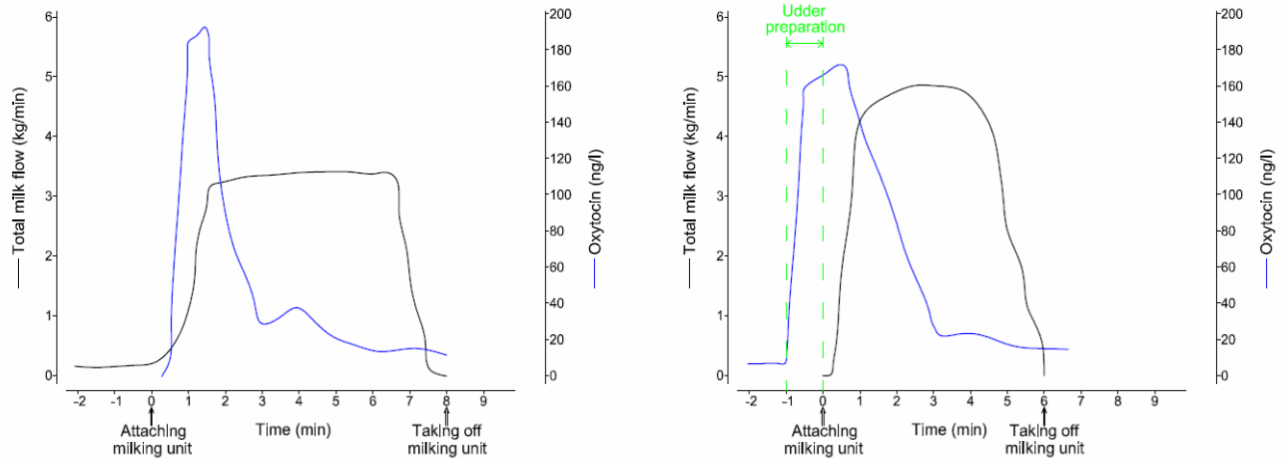 6
5
4
3
2
1
0
Total milk flow (kg/min)
200
180
160
140
120
100
80
60
40
20
0
Oxytocin (ng/l)
-2 -1 0 1 2 3 4 5 6 7 8 9
Attaching
milking unit
Time (min)
Taking off
milking unit
Udder
preparation
6
5
4
3
2
1
0
Total milk flow (kg/min)
200
180
160
140
120
100
80
60
40
20
0
Oxytocin (ng/l)
-2 -1 0 1 2 3 4 5 6 7 8 9
Attaching
milking unit
Time (min)
Taking off
milking unit